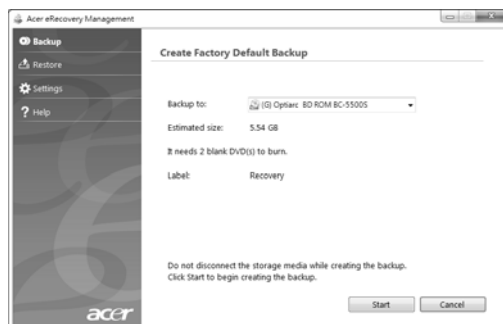 Acer eRecovery Management
Backup
Restore
Settings
Help
Create Factory Default Backup
Backup to: (G) Optiarc BD ROM BC-5500S
Estimated size: 5.54 GB
It needs 2 blank DVD(s) to burn.
Label: Recovery
Do not disconnect the storage media while creating the backup.
Click Start to begin creating the backup.
Start Cancel
acer